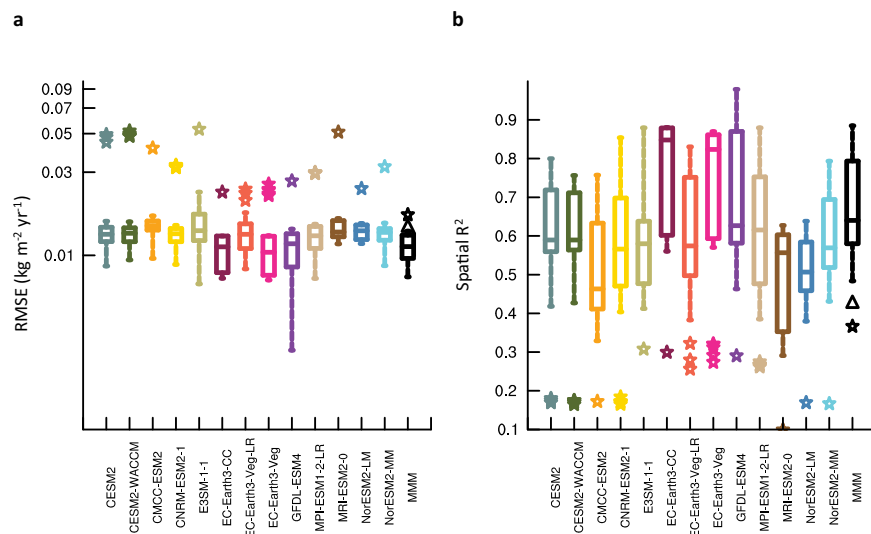 a
b
RMSE (kg m-2 yr-1)
0.09
0.07
0.05
0.03
0.01
CESM2
CESM2-WACCM
CMCC-ESM2
CNRM-ESM2-1
E3SM-1-1
EC-Earth3-CC
EC-Earth3-Veg-LR
EC-Earth3-Veg
GFDL-ESM4
MPI-ESM1-2-LR
MRI-ESM2-0
NorESM2-LM
NorESM2-MM
MMM
Spatial R2
0.9
0.8
0.7
0.6
0.5
0.4
0.3
0.2
0.1
CESM2
CESM2-WACCM
CMCC-ESM2
CNRM-ESM2-1
E3SM-1-1
EC-Earth3-CC
EC-Earth3-Veg-LR
EC-Earth3-Veg
GFDL-ESM4
MPI-ESM1-2-LR
MRI-ESM2-0
NorESM2-LM
NorESM2-MM
MMM